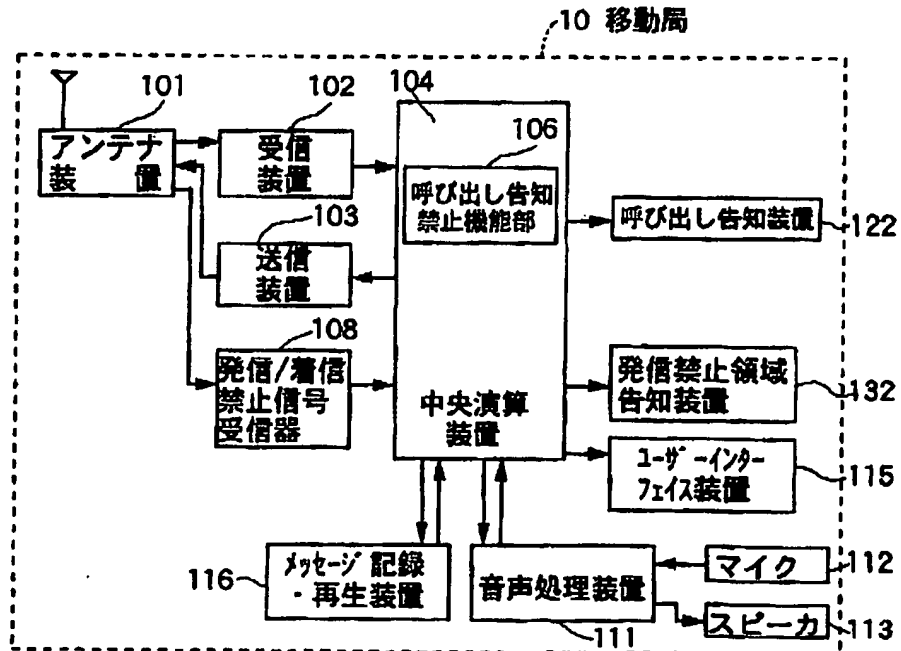 10 移動局
101
102
104
アンテナ
装 置
受信
装置
106
呼び出し告知
禁止機能部
呼び出し告知装置
122
103
送信
装置
108
発信/着信
禁止信号
受信器
中央演算
装置
発信禁止領域
告知装置
132
ユーザーインター
フェイス装置
115
116
メッセージ記録
・再生装置
音声処理装置
111
マイク
112
スピーカ
113